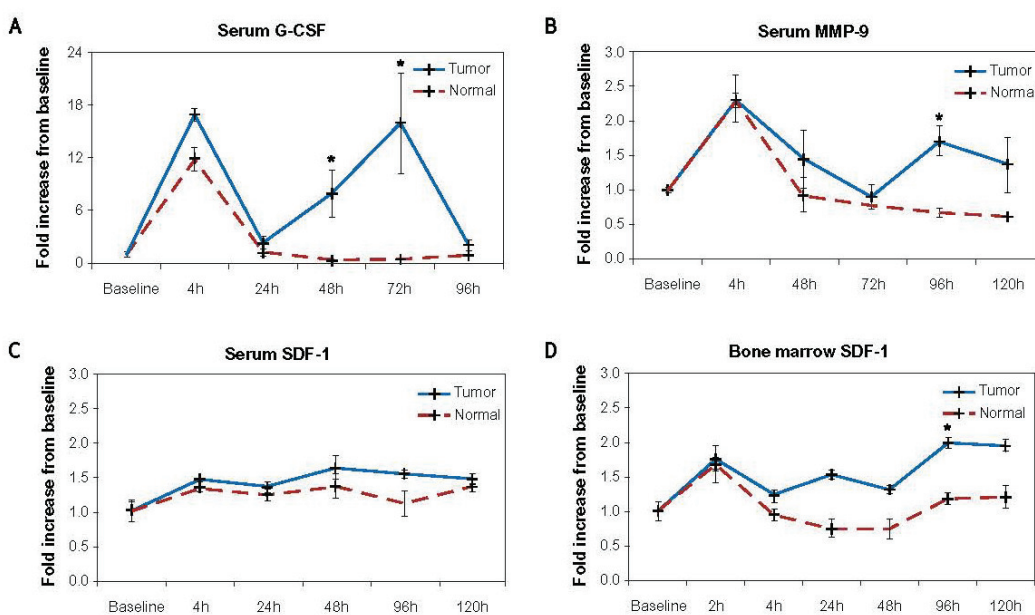 A
Serum G-CSF
Fold increase from baseline
24
18
12
6
0
Tumor
Normal
*
*
Baseline 4h 24h 48h 72h 96h
B
Serum MMP-9
Fold increase from baseline
3.0
2.5
2.0
1.5
1.0
0.5
0.0
Tumor
Normal
*
Baseline 4h 48h 72h 96h 120h
C
Serum SDF-1
Fold increase from baseline
3.0
2.5
2.0
1.5
1.0
0.5
0.0
Tumor
Normal
Baseline 4h 24h 48h 96h 120h
D
Bone marrow SDF-1
Fold increase from baseline
3.0
2.5
2.0
1.5
1.0
0.5
0.0
Tumor
Normal
*
Baseline 2h 4h 24h 48h 96h 120h